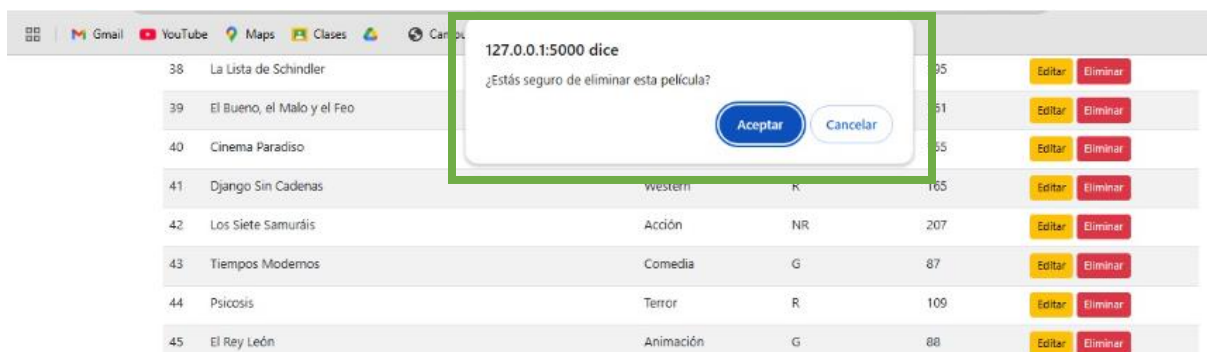 Gmail YouTube Maps Clases
127.0.0.1:5000 dice
¿Estás seguro de eliminar esta película?
Aceptar Cancelar
38 La Lista de Schindler Editar Eliminar
39 El Bueno, el Malo y el Feo Editar Eliminar
40 Cinema Paradiso Editar Eliminar
41 Django Sin Cadenas Western R 165 Editar Eliminar
42 Los Siete Samuráis Acción NR 207 Editar Eliminar
43 Tiempos Modernos Comedia G 87 Editar Eliminar
44 Psicosis Terror R 109 Editar Eliminar
45 El Rey León Animación G 88 Editar Eliminar